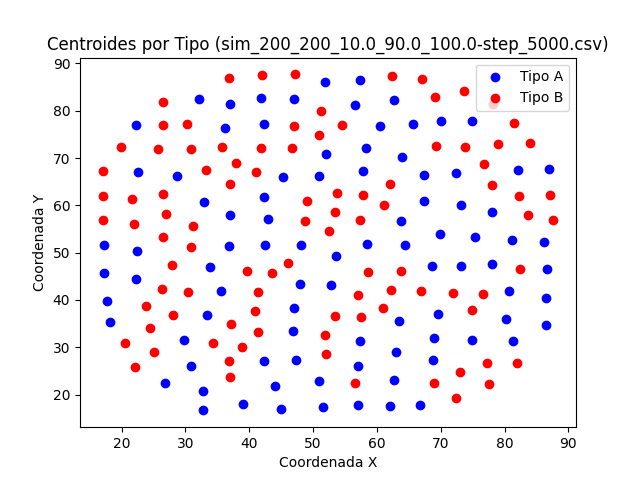 Centroides por Tipo (sim_200_200_10.0_90.0_100.0-step_5000.csv)
Tipo A
Tipo B
90
80
70
60
50
40
30
20
Coordenada Y
20 30 40 50 60 70 80 90
Coordenada X